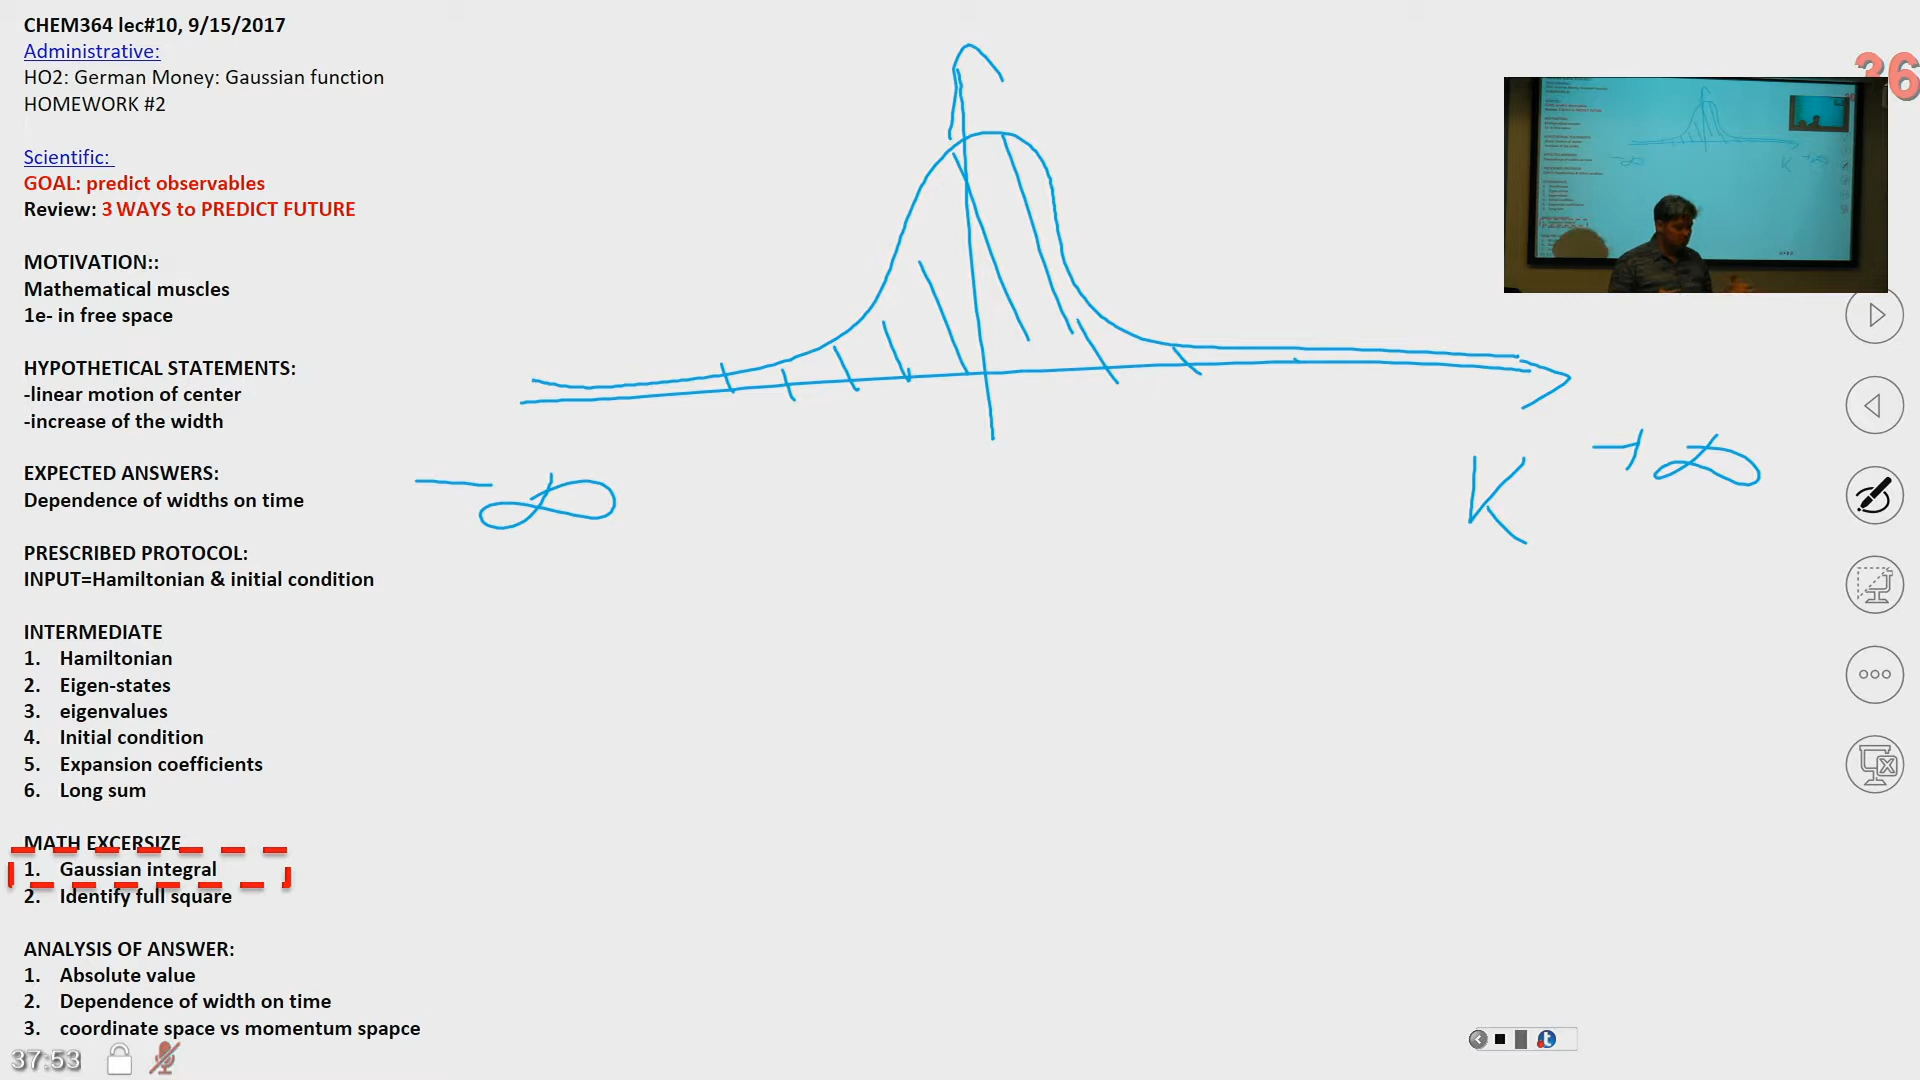 CHEM364 lec#10, 9/15/2017
Administrative:
HO2: German Money: Gaussian function
HOMEWORK #2
Scientific:
GOAL: predict observables
Review: 3 WAYS to PREDICT FUTURE
MOTIVATION::
Mathematical muscles
1e- in free space
HYPOTHETICAL STATEMENTS:
-linear motion of center
-increase of the width
EXPECTED ANSWERS:
Dependence of widths on time
PRESCRIBED PROTOCOL:
INPUT=Hamiltonian & initial condition
INTERMEDIATE
1. Hamiltonian
2. Eigen-states
3. eigenvalues
4. Initial condition
5. Expansion coefficients
6. Long sum
MATH EXCERSIZE
1. Gaussian integral
2. Identify full square
ANALYSIS OF ANSWER:
1. Absolute value
2. Dependence of width on time
3. coordinate space vs momentum spapce
37:53
-∞
K
+∞
36